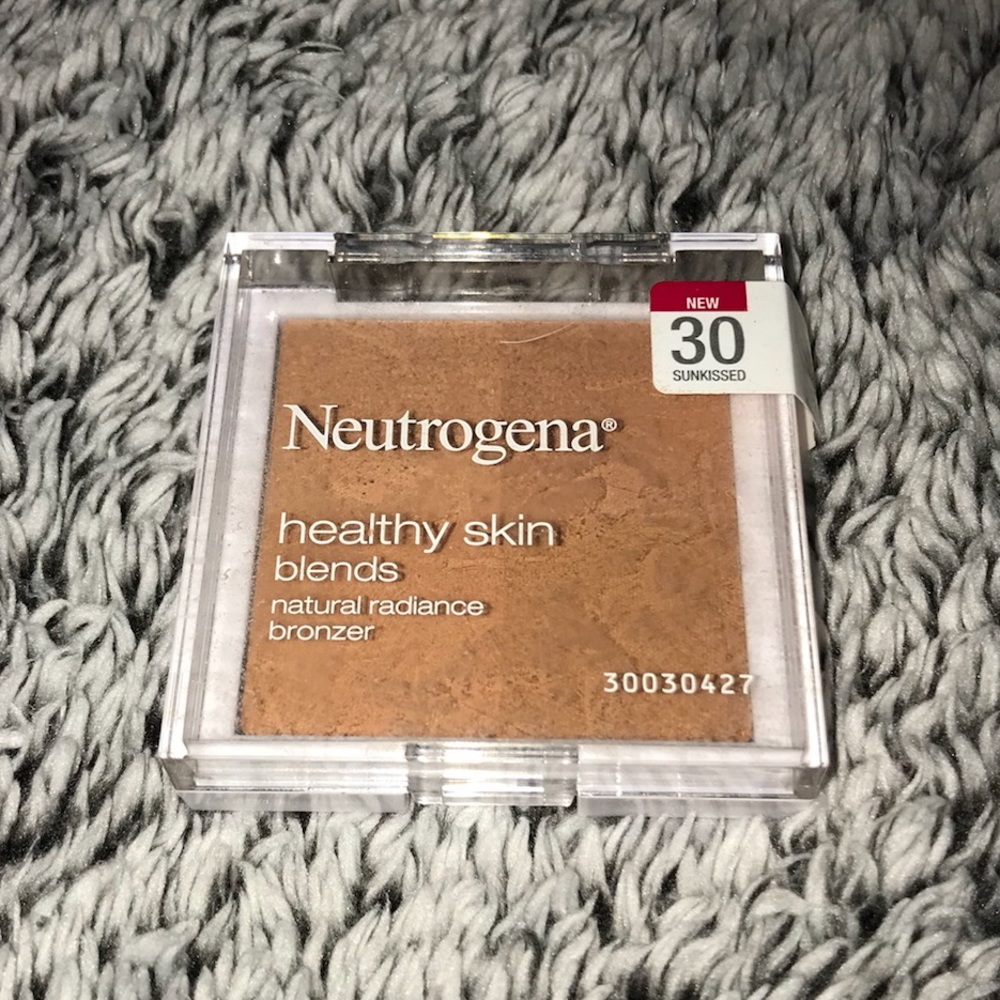 NEW
30
SUNKISSED
Neutrogena®
healthy skin
blends
natural radiance
bronzer
30030427